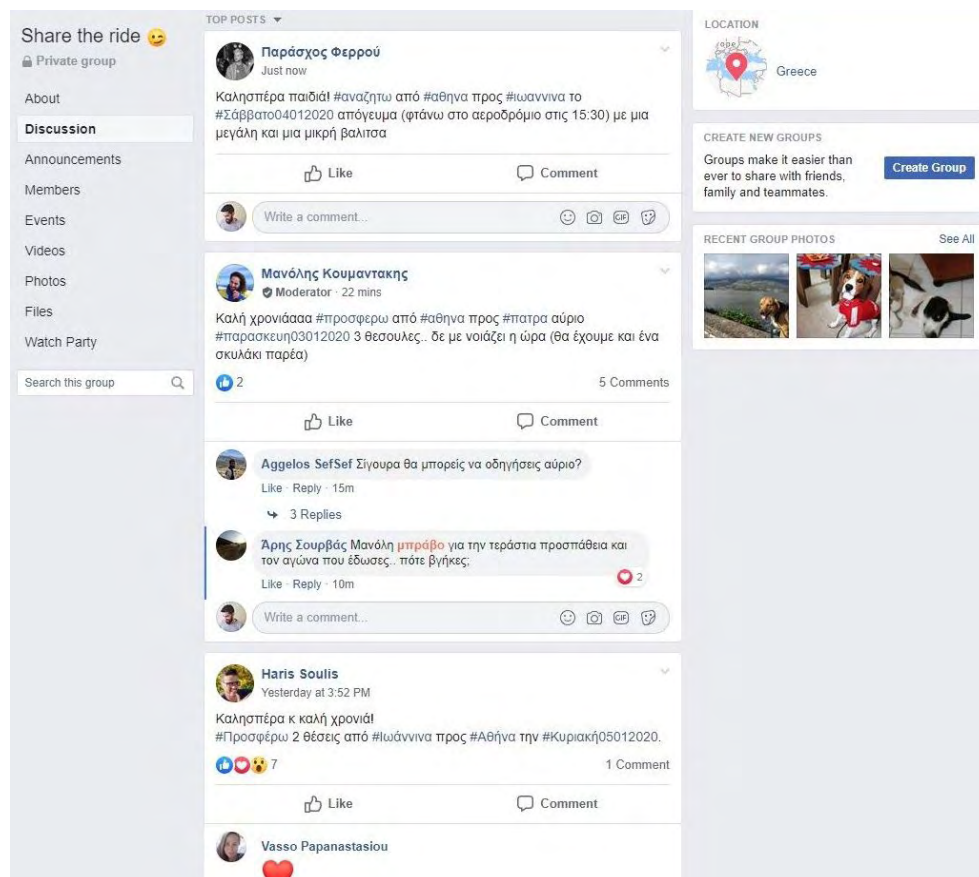 Share the ride
Private group
About
Discussion
Announcements
Members
Events
Videos
Photos
Files
Watch Party
Search this group
TOP POSTS
Παράσχος Φερρού
Just now
Καλησπέρα παιδιά! #αναζητω από #αθηνα προς #ιωαννινα το
#Σάββατο04012020 απόγευμα (φτάνω στο αεροδρόμιο στις 15:30) με μια
μεγάλη και μια μικρή βαλιτσα
Like Comment
Write a comment... GIF
Μανόλης Κουμαντακης
Moderator · 22 mins
Καλή χρονιάααα #προσφερω από #αθηνα προς #πατρα αύριο
#παρασκευη03012020 3 θεσουλες.. δε με νοιάζει η ώρα (θα έχουμε και ένα
σκυλάκι παρέα)
2 5 Comments
Like Comment
Aggelos SefSef Σίγουρα θα μπορείς να οδηγήσεις αύριο?
Like · Reply · 15m
3 Replies
Άρης Σουρβάς Μανόλη μπράβο για την τεράστια προσπάθεια και
τον αγώνα που έδωσες.. πότε βγήκες;
2
Like · Reply · 10m
Write a comment... GIF
Haris Soulis
Yesterday at 3:52 PM
Καλησπέρα κ καλή χρονιά!
#Προσφέρω 2 θέσεις από #Ιωάννινα προς #Αθήνα την #Κυριακή05012020.
7 1 Comment
Like Comment
Vasso Papanastasiou
LOCATION
Greece
CREATE NEW GROUPS
Groups make it easier than
ever to share with friends,
family and teammates.
Create Group
RECENT GROUP PHOTOS See All